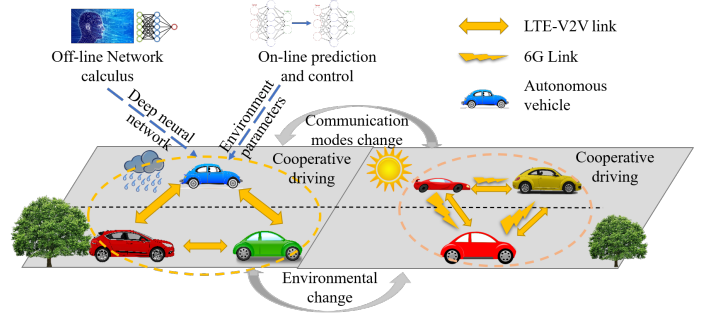 Off-line Network
calculus
On-line prediction
and control
LTE-V2V link
6G Link
Autonomous
vehicle
Deep neural
network
Environment
parameters
Communication
modes change
Cooperative
driving
Cooperative
driving
Environmental
change